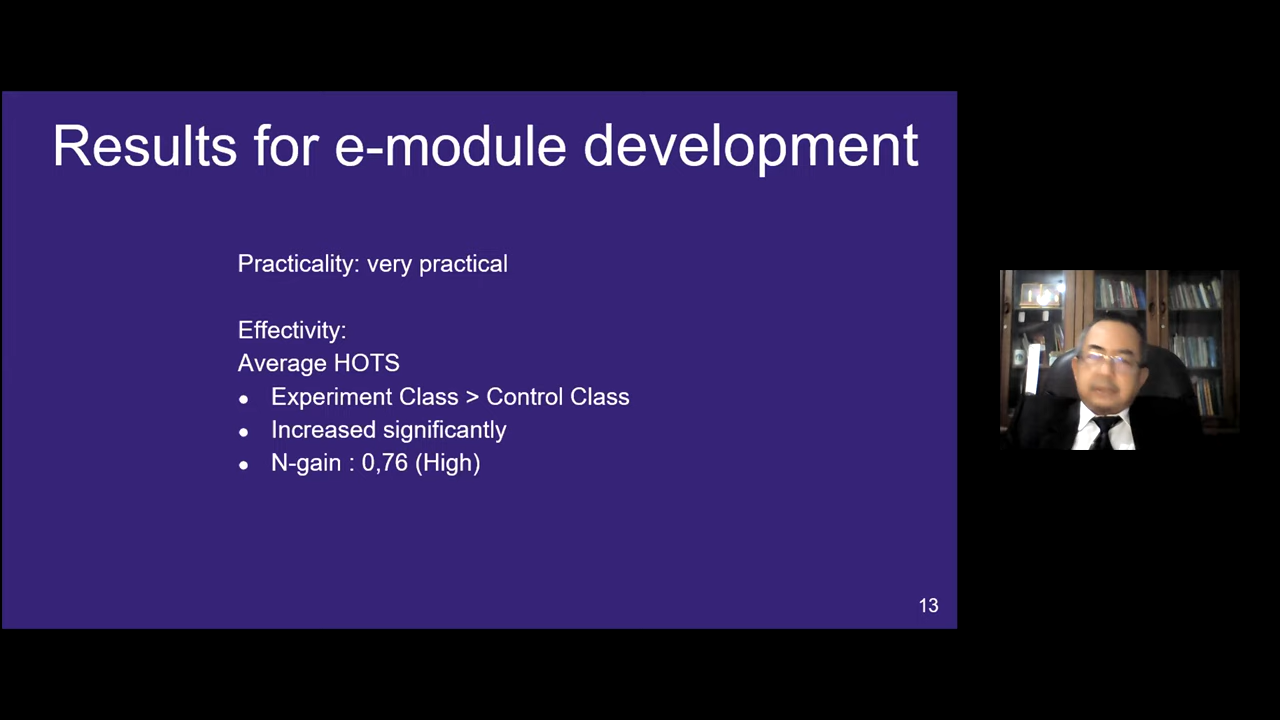 Results for e-module development
Practicality: very practical
Effectivity:
Average HOTS
● Experiment Class > Control Class
● Increased significantly
● N-gain : 0,76 (High)
13